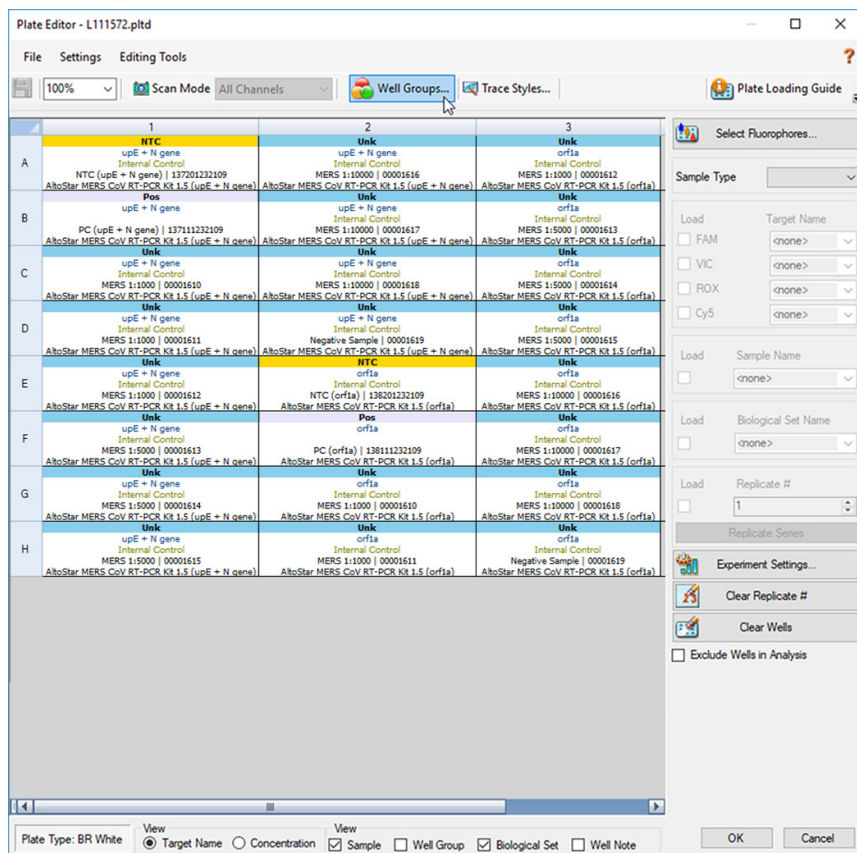 Plate Editor - L111572.pltd
File Settings Editing Tools
100% Scan Mode All Channels Well Groups... Trace Styles... Plate Loading Guide
1 2 3
A
NTC
upE + N gene
Internal Control
NTC (upE + N gene) | 137201232109
AltoStar MERS CoV RT-PCR Kit 1.5 (upE + N gene)
Unk
upE + N gene
Internal Control
MERS 1:10000 | 00001616
AltoStar MERS CoV RT-PCR Kit 1.5 (upE + N gene)
Unk
orf1a
Internal Control
MERS 1:1000 | 00001612
AltoStar MERS CoV RT-PCR Kit 1.5 (orf1a)
B
Pos
upE + N gene
PC (upE + N gene) | 137111232109
AltoStar MERS CoV RT-PCR Kit 1.5 (upE + N gene)
Unk
upE + N gene
Internal Control
MERS 1:10000 | 00001617
AltoStar MERS CoV RT-PCR Kit 1.5 (upE + N gene)
Unk
orf1a
Internal Control
MERS 1:5000 | 00001613
AltoStar MERS CoV RT-PCR Kit 1.5 (orf1a)
C
Unk
upE + N gene
Internal Control
MERS 1:1000 | 00001610
AltoStar MERS CoV RT-PCR Kit 1.5 (upE + N gene)
Unk
upE + N gene
Internal Control
MERS 1:10000 | 00001618
AltoStar MERS CoV RT-PCR Kit 1.5 (upE + N gene)
Unk
orf1a
Internal Control
MERS 1:5000 | 00001614
AltoStar MERS CoV RT-PCR Kit 1.5 (orf1a)
D
Unk
upE + N gene
Internal Control
MERS 1:1000 | 00001611
AltoStar MERS CoV RT-PCR Kit 1.5 (upE + N gene)
Unk
upE + N gene
Internal Control
Negative Sample | 00001619
AltoStar MERS CoV RT-PCR Kit 1.5 (upE + N gene)
Unk
orf1a
Internal Control
MERS 1:5000 | 00001615
AltoStar MERS CoV RT-PCR Kit 1.5 (orf1a)
E
Unk
upE + N gene
Internal Control
MERS 1:1000 | 00001612
AltoStar MERS CoV RT-PCR Kit 1.5 (upE + N gene)
NTC
orf1a
Internal Control
NTC (orf1a) | 138201232109
AltoStar MERS CoV RT-PCR Kit 1.5 (orf1a)
Unk
orf1a
Internal Control
MERS 1:10000 | 00001616
AltoStar MERS CoV RT-PCR Kit 1.5 (orf1a)
F
Unk
upE + N gene
Internal Control
MERS 1:5000 | 00001613
AltoStar MERS CoV RT-PCR Kit 1.5 (upE + N gene)
Pos
orf1a
PC (orf1a) | 138111232109
AltoStar MERS CoV RT-PCR Kit 1.5 (orf1a)
Unk
orf1a
Internal Control
MERS 1:10000 | 00001617
AltoStar MERS CoV RT-PCR Kit 1.5 (orf1a)
G
Unk
upE + N gene
Internal Control
MERS 1:5000 | 00001614
AltoStar MERS CoV RT-PCR Kit 1.5 (upE + N gene)
Unk
orf1a
Internal Control
MERS 1:1000 | 00001610
AltoStar MERS CoV RT-PCR Kit 1.5 (orf1a)
Unk
orf1a
Internal Control
MERS 1:10000 | 00001618
AltoStar MERS CoV RT-PCR Kit 1.5 (orf1a)
H
Unk
upE + N gene
Internal Control
MERS 1:5000 | 00001615
AltoStar MERS CoV RT-PCR Kit 1.5 (upE + N gene)
Unk
orf1a
Internal Control
MERS 1:1000 | 00001611
AltoStar MERS CoV RT-PCR Kit 1.5 (orf1a)
Unk
orf1a
Internal Control
Negative Sample | 00001619
AltoStar MERS CoV RT-PCR Kit 1.5 (orf1a)
Select Fluorophores...
Sample Type
Load Target Name
FAM <none>
VIC <none>
ROX <none>
Cy5 <none>
Load Sample Name
<none>
Load Biological Set Name
<none>
Load Replicate #
1
Replicate Series
Experiment Settings...
Clear Replicate #
Clear Wells
Exclude Wells in Analysis
Plate Type: BR White
View
Target Name Concentration
View
Sample Well Group Biological Set Well Note
OK Cancel